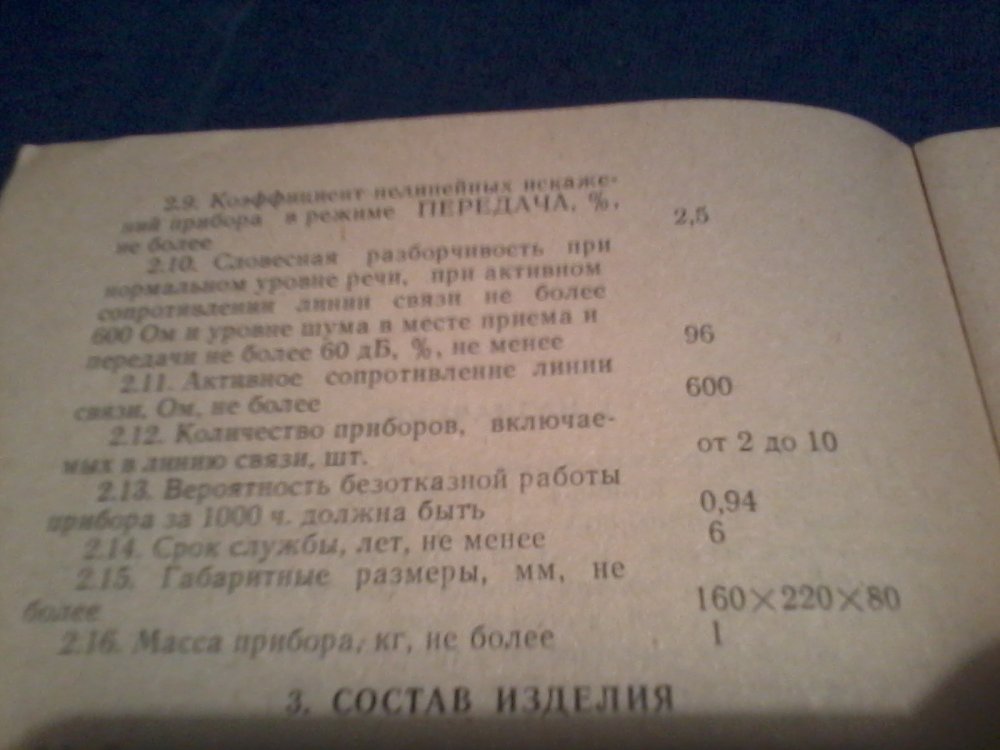 2.9. Коэффициент нелинейных искаже-
ний прибора в режиме ПЕРЕДАЧА, %,
не более 2,5
2.10. Словесная разборчивость при
нормальном уровне речи, при активном
сопротивлении линии связи не более
600 Ом и уровне шума в месте приема и
передачи не более 60 дБ, %, не менее 96
2.11. Активное сопротивление линии
связи, Ом, не более 600
2.12. Количество приборов, включае-
мых в линию связи, шт. от 2 до 10
2.13. Вероятность безотказной работы
прибора за 1000 ч. должна быть 0,94
2.14. Срок службы, лет, не менее 6
2.15. Габаритные размеры, мм, не
более 160×220×80
2.16. Масса прибора, кг, не более 1
3. СОСТАВ ИЗДЕЛИЯ